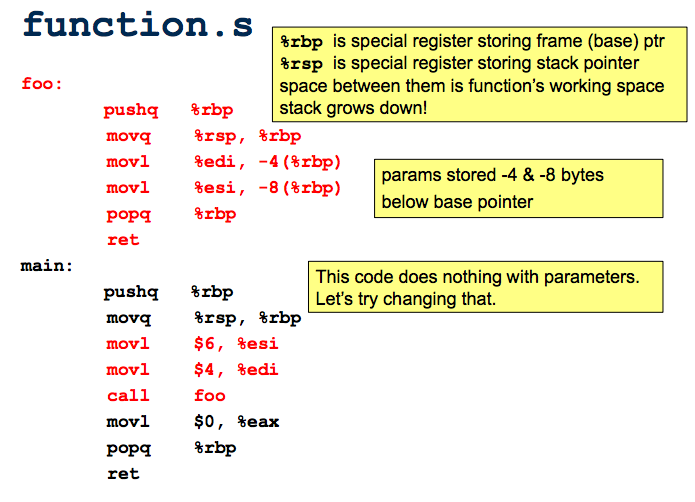 function.s
%rbp is special register storing frame (base) ptr
%rsp is special register storing stack pointer
space between them is function's working space
stack grows down!
foo:
pushq %rbp
movq %rsp, %rbp
movl %edi, -4(%rbp)
movl %esi, -8(%rbp)
popq %rbp
ret
params stored -4 & -8 bytes
below base pointer
main:
pushq %rbp
movq %rsp, %rbp
movl $6, %esi
movl $4, %edi
call foo
movl $0, %eax
popq %rbp
ret
This code does nothing with parameters.
Let's try changing that.